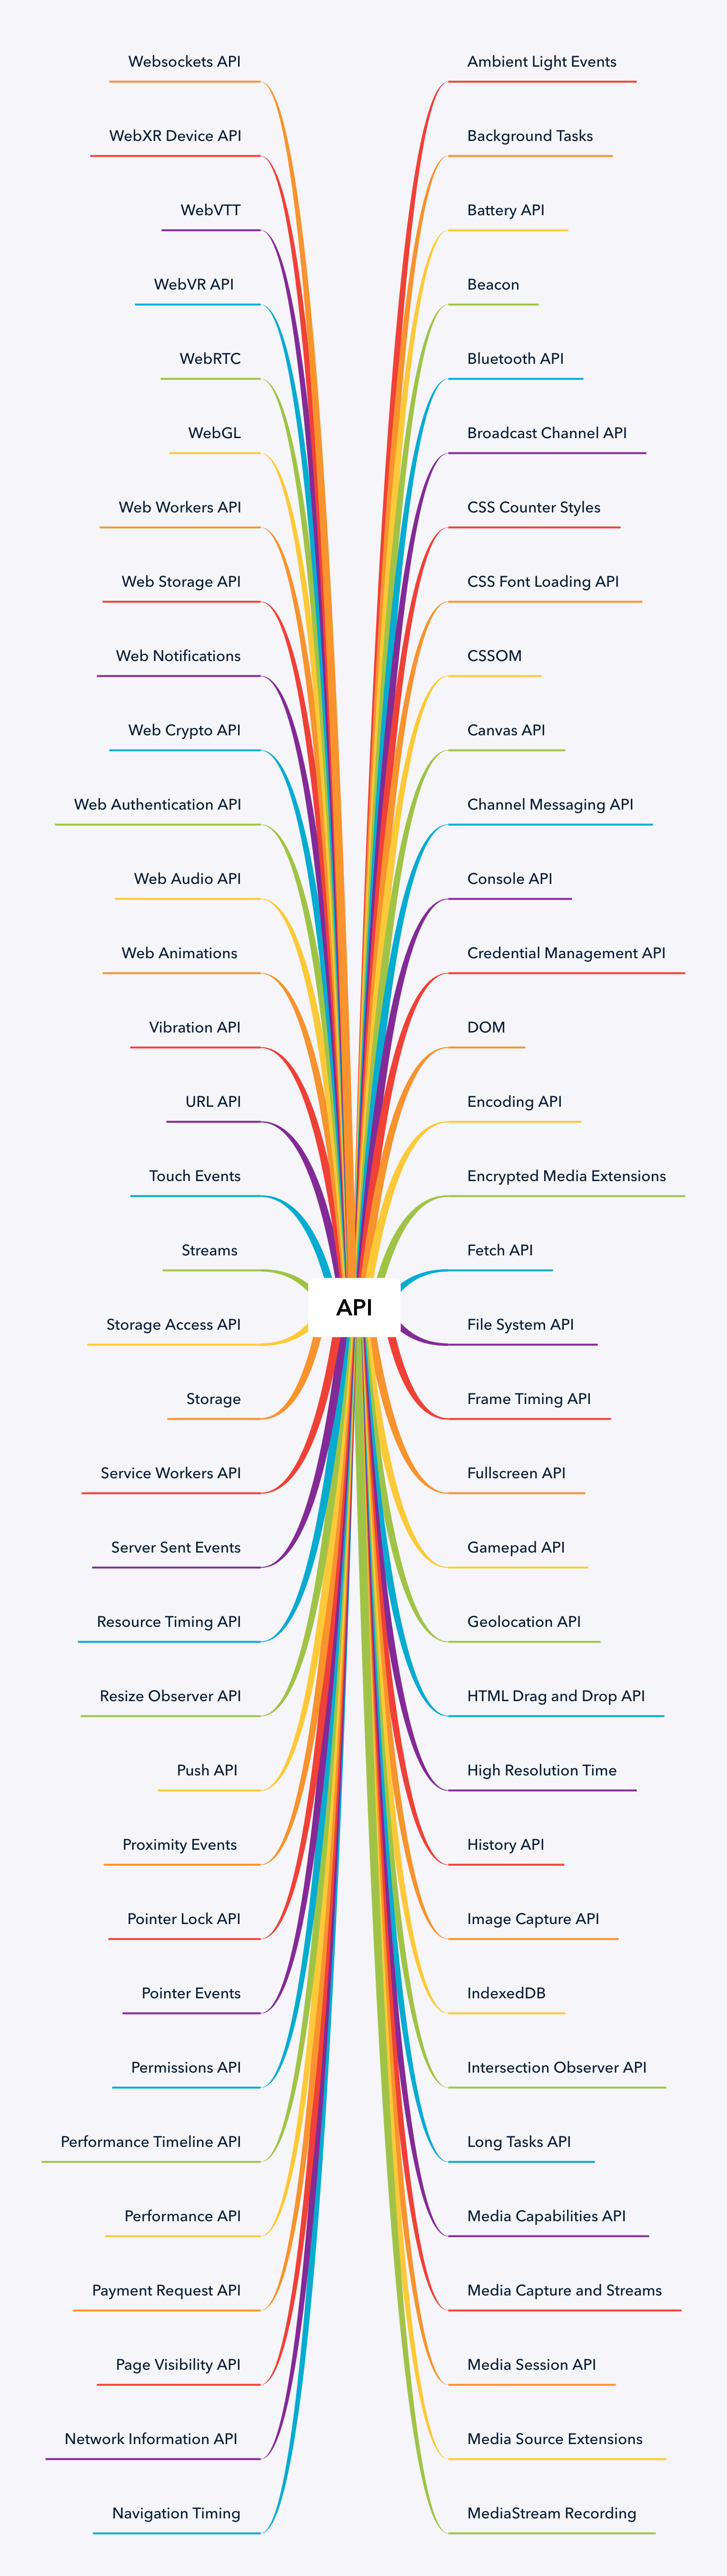 Websockets API
WebXR Device API
WebVTT
WebVR API
WebRTC
WebGL
Web Workers API
Web Storage API
Web Notifications
Web Crypto API
Web Authentication API
Web Audio API
Web Animations
Vibration API
URL API
Touch Events
Streams
Storage Access API
Storage
Service Workers API
Server Sent Events
Resource Timing API
Resize Observer API
Push API
Proximity Events
Pointer Lock API
Pointer Events
Permissions API
Performance Timeline API
Performance API
Payment Request API
Page Visibility API
Network Information API
Navigation Timing
API
Ambient Light Events
Background Tasks
Battery API
Beacon
Bluetooth API
Broadcast Channel API
CSS Counter Styles
CSS Font Loading API
CSSOM
Canvas API
Channel Messaging API
Console API
Credential Management API
DOM
Encoding API
Encrypted Media Extensions
Fetch API
File System API
Frame Timing API
Fullscreen API
Gamepad API
Geolocation API
HTML Drag and Drop API
High Resolution Time
History API
Image Capture API
IndexedDB
Intersection Observer API
Long Tasks API
Media Capabilities API
Media Capture and Streams
Media Session API
Media Source Extensions
MediaStream Recording